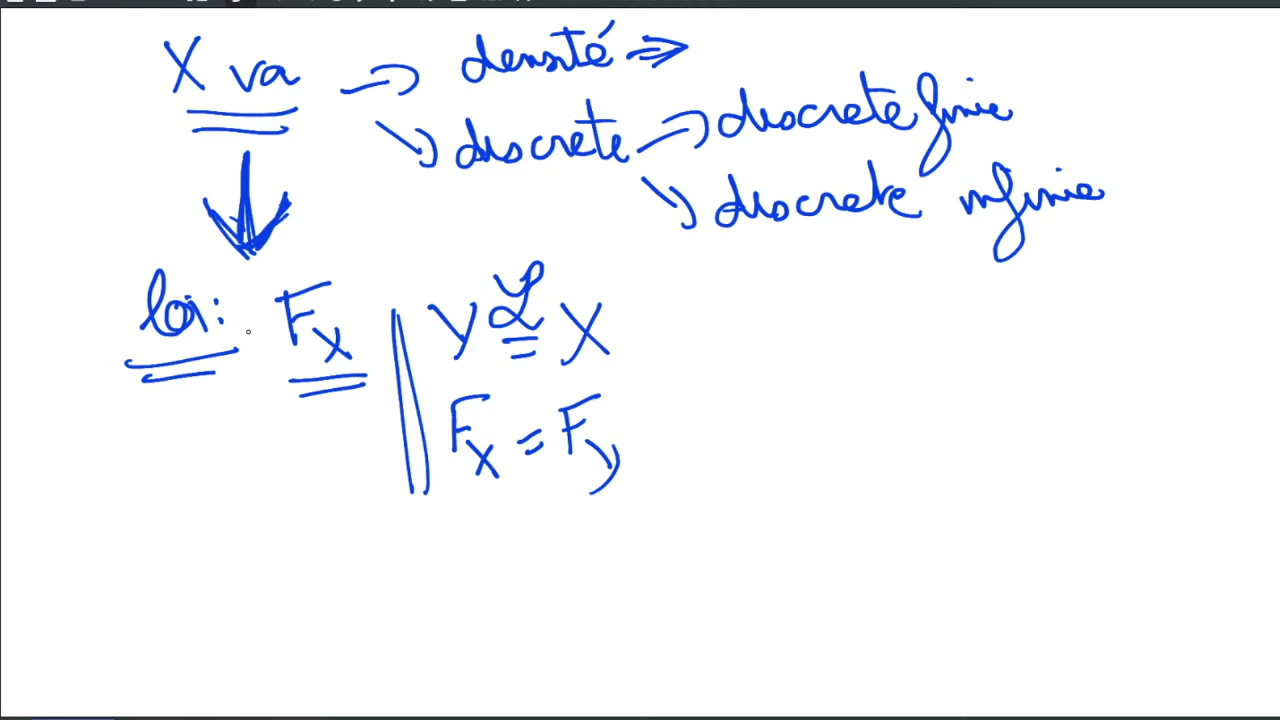 X va → densité ⇒
↘ discrete → discrete finie
↘ discrete infinie
loi: F_X || Y ℒ= X
F_X = F_Y